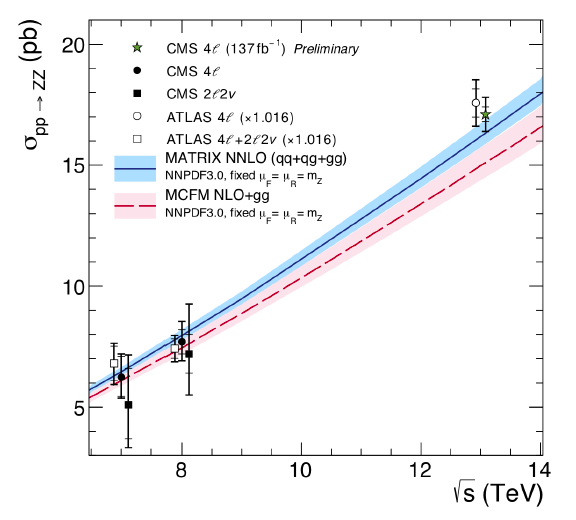 σpp → ZZ (pb)
20
15
10
5
CMS 4ℓ (137 fb⁻¹) Preliminary
CMS 4ℓ
CMS 2ℓ2ν
ATLAS 4ℓ (×1.016)
ATLAS 4ℓ+2ℓ2ν (×1.016)
MATRIX NNLO (qq+qg+gg)
NNPDF3.0, fixed μF= μR= mZ
MCFM NLO+gg
NNPDF3.0, fixed μF= μR= mZ
8 10 12 14
√s (TeV)